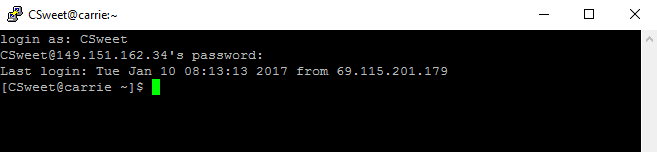 CSweet@carrie:~
login as: CSweet
CSweet@149.151.162.34's password:
Last login: Tue Jan 10 08:13:13 2017 from 69.115.201.179
[CSweet@carrie ~]$